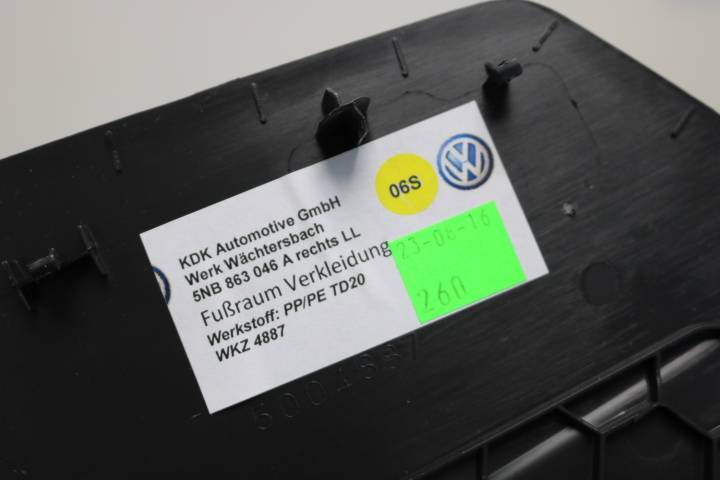 06S
KDK Automotive GmbH
Werk Wächtersbach
5NB 863 046 A rechts LL
Fußraum Verkleidung
Werkstoff: PP/PE TD20
WKZ 4887
23-06-16
260